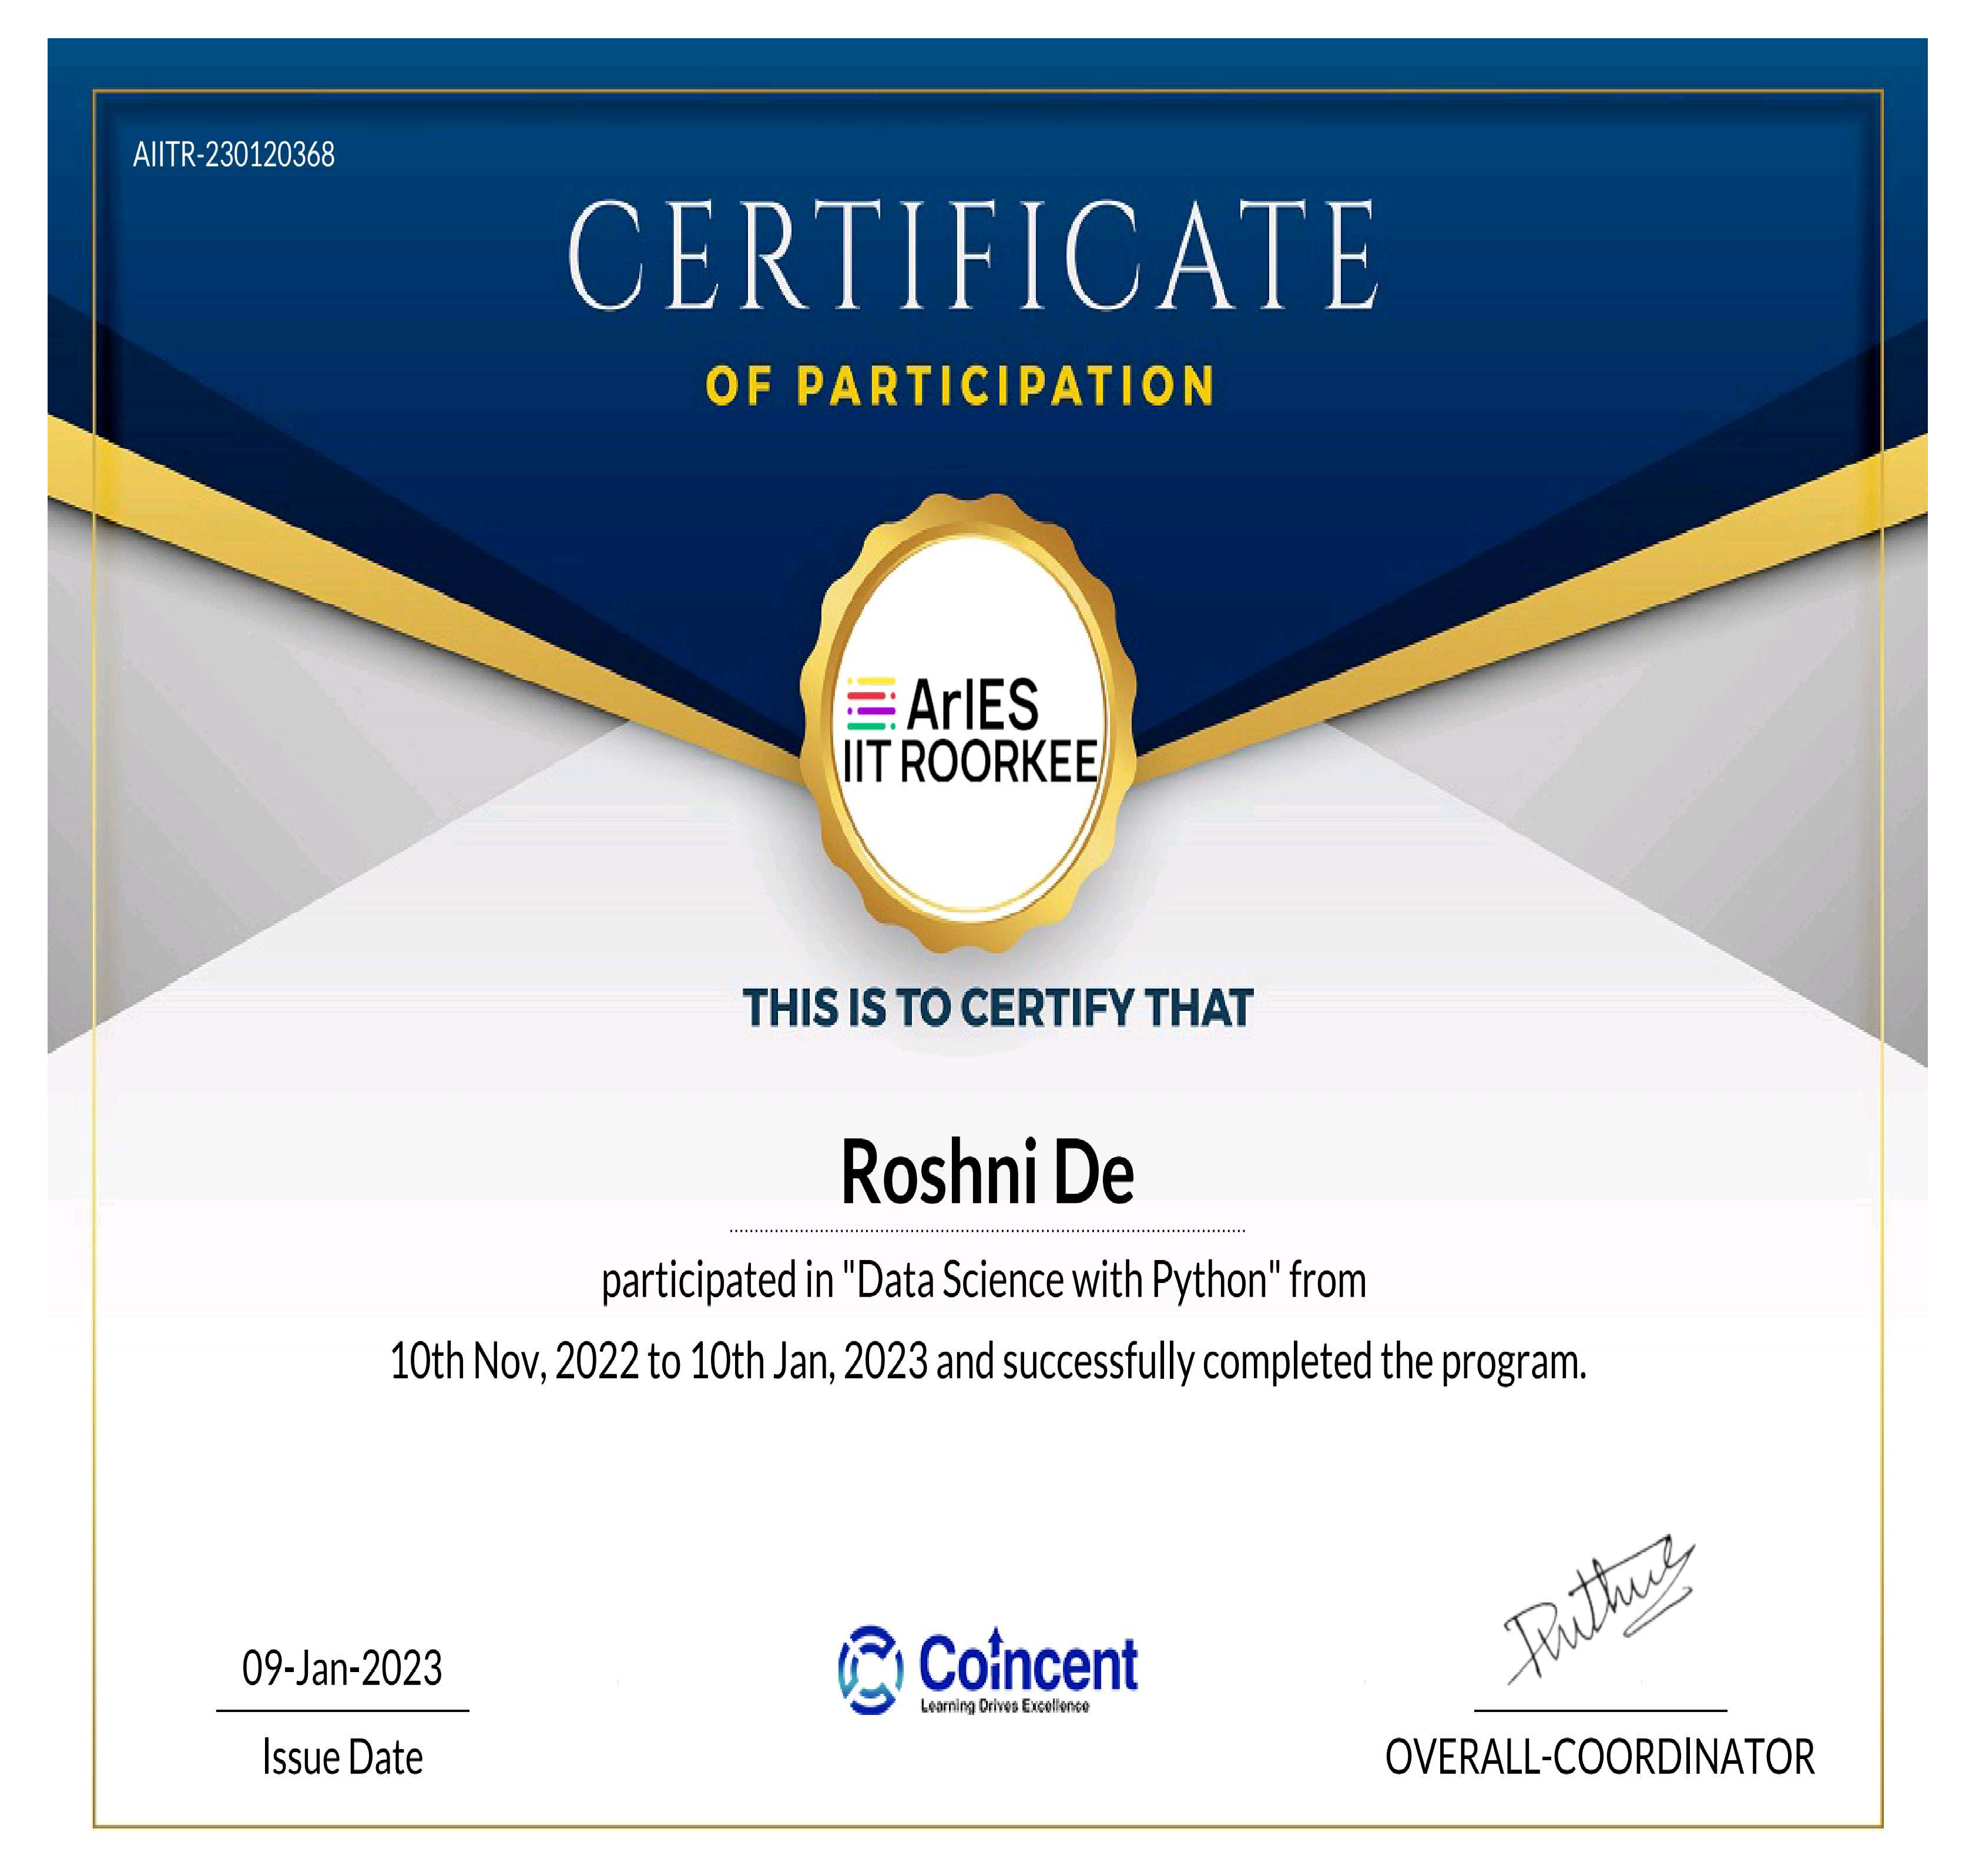 AIITR-230120368
CERTIFICATE
OF PARTICIPATION
ArIES
IIT ROORKEE
THIS IS TO CERTIFY THAT
Roshni De
participated in "Data Science with Python" from
10th Nov, 2022 to 10th Jan, 2023 and successfully completed the program.
09-Jan-2023
Issue Date
Coincent
Learning Drives Excellence
OVERALL-COORDINATOR